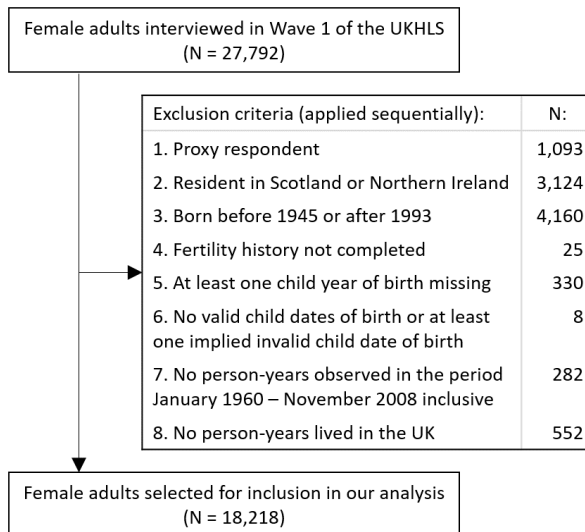 Female adults interviewed in Wave 1 of the UKHLS
(N = 27,792)
Exclusion criteria (applied sequentially): N:
1. Proxy respondent 1,093
2. Resident in Scotland or Northern Ireland 3,124
3. Born before 1945 or after 1993 4,160
4. Fertility history not completed 25
5. At least one child year of birth missing 330
6. No valid child dates of birth or at least 8
one implied invalid child date of birth
7. No person-years observed in the period 282
January 1960 – November 2008 inclusive
8. No person-years lived in the UK 552
Female adults selected for inclusion in our analysis
(N = 18,218)